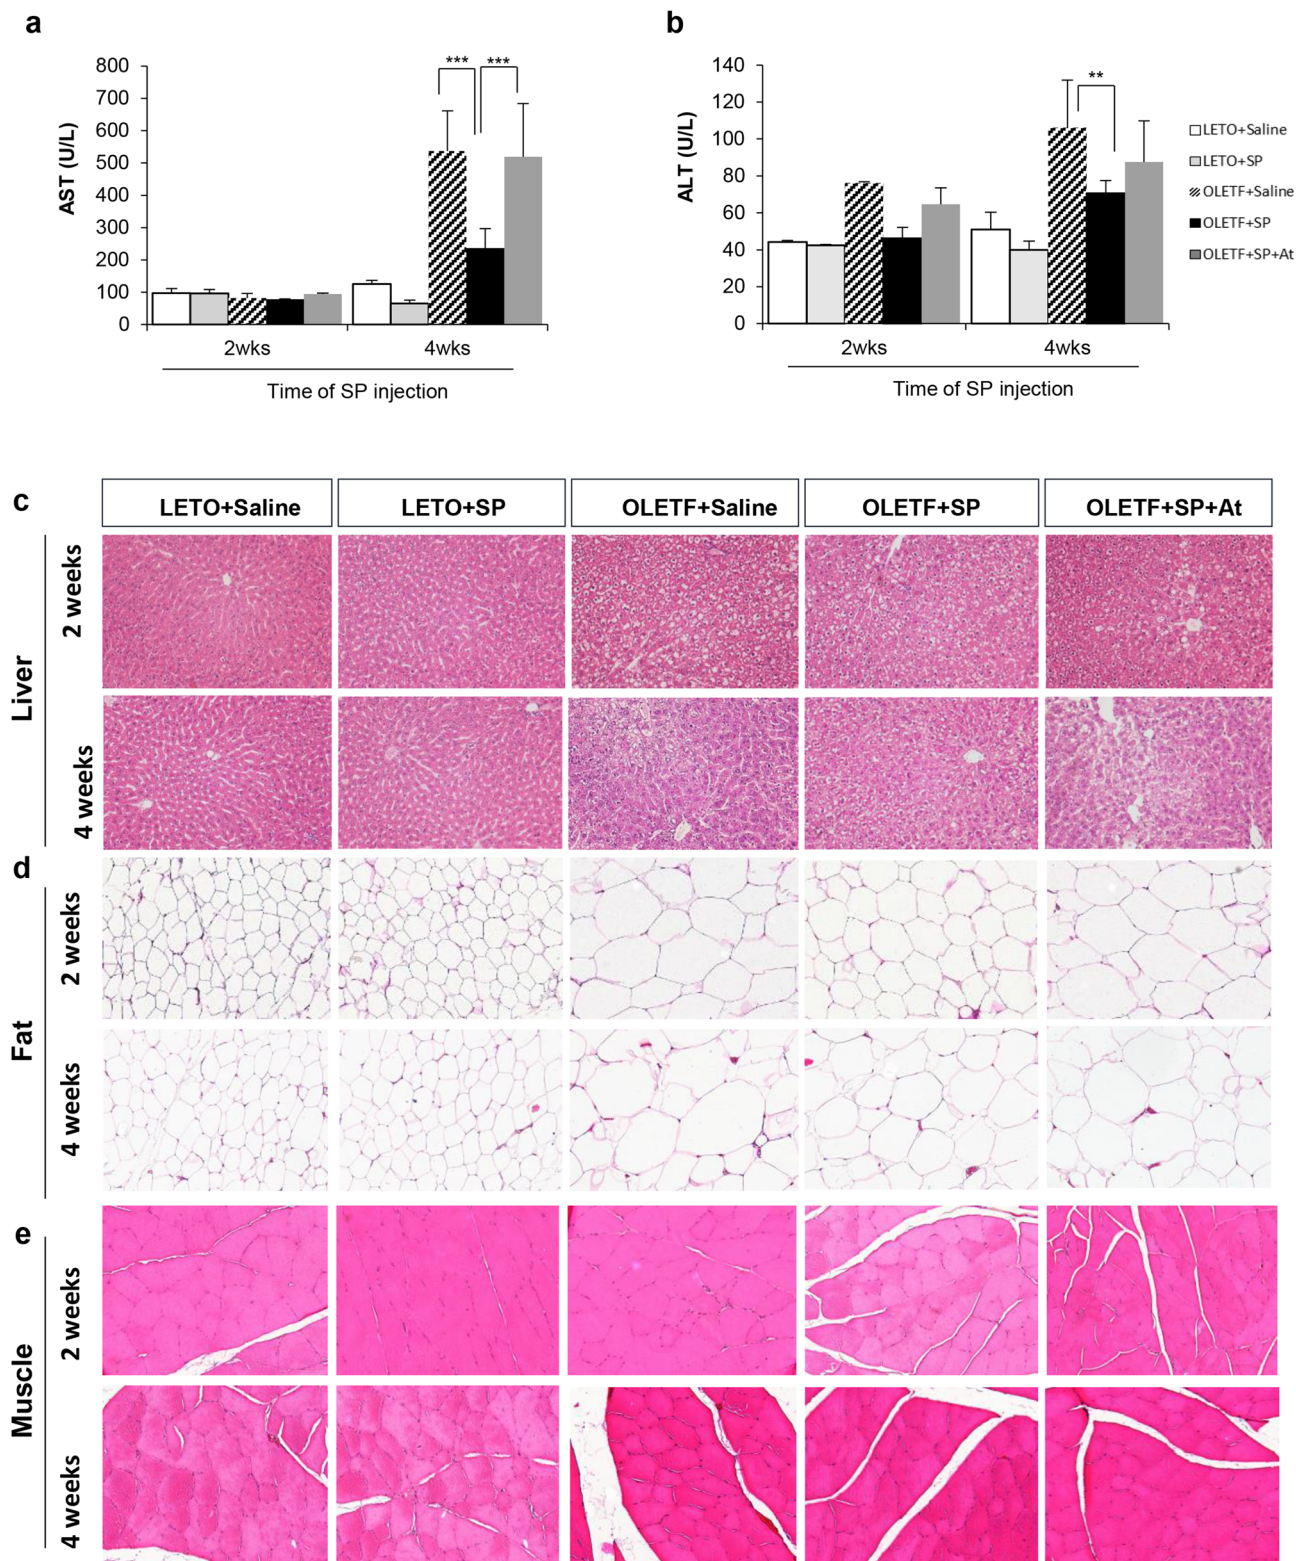 a
b
AST (U/L)
800
700
600
500
400
300
200
100
0
***
***
2wks
4wks
Time of SP injection
ALT (U/L)
140
120
100
80
60
40
20
0
**
2wks
4wks
Time of SP injection
LETO+Saline
LETO+SP
OLETF+Saline
OLETF+SP
OLETF+SP+At
c
LETO+Saline
LETO+SP
OLETF+Saline
OLETF+SP
OLETF+SP+At
Liver
2 weeks
4 weeks
d
Fat
2 weeks
4 weeks
e
Muscle
2 weeks
4 weeks